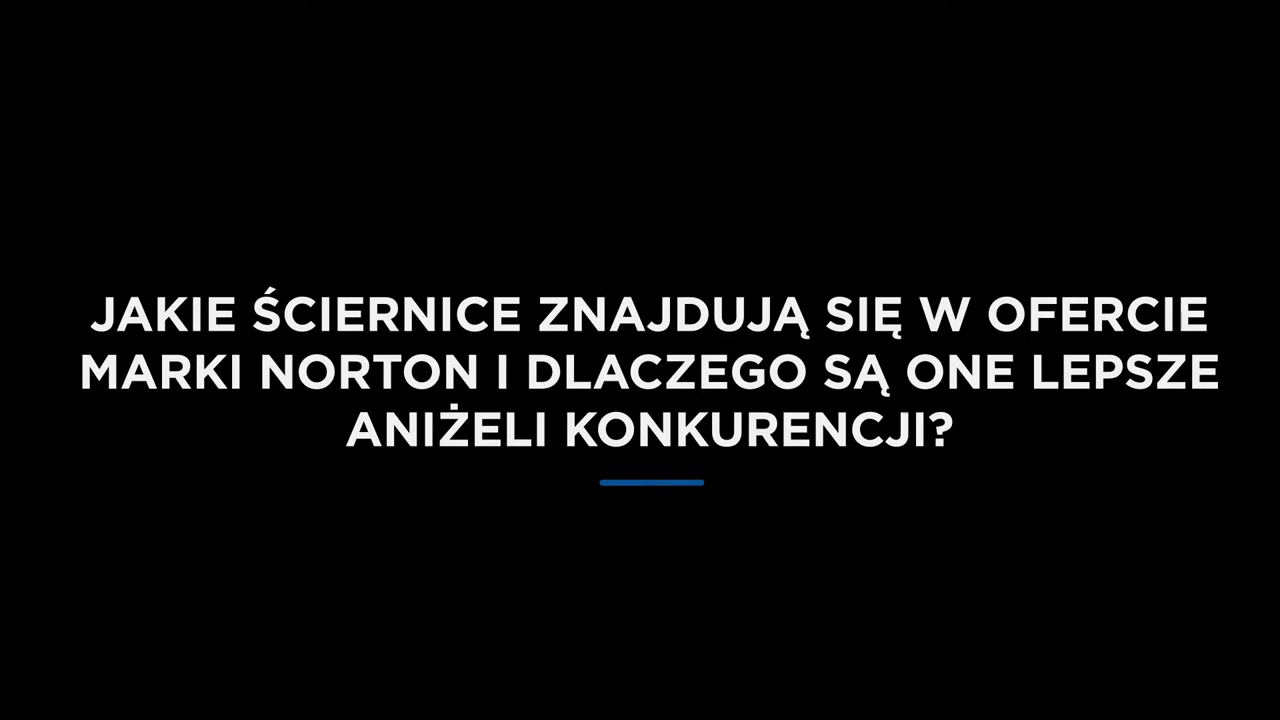 JAKIE ŚCIERNICE ZNAJDUJĄ SIĘ W OFERCIE
MARKI NORTON I DLACZEGO SĄ ONE LEPSZE
ANIŻELI KONKURENCJI?